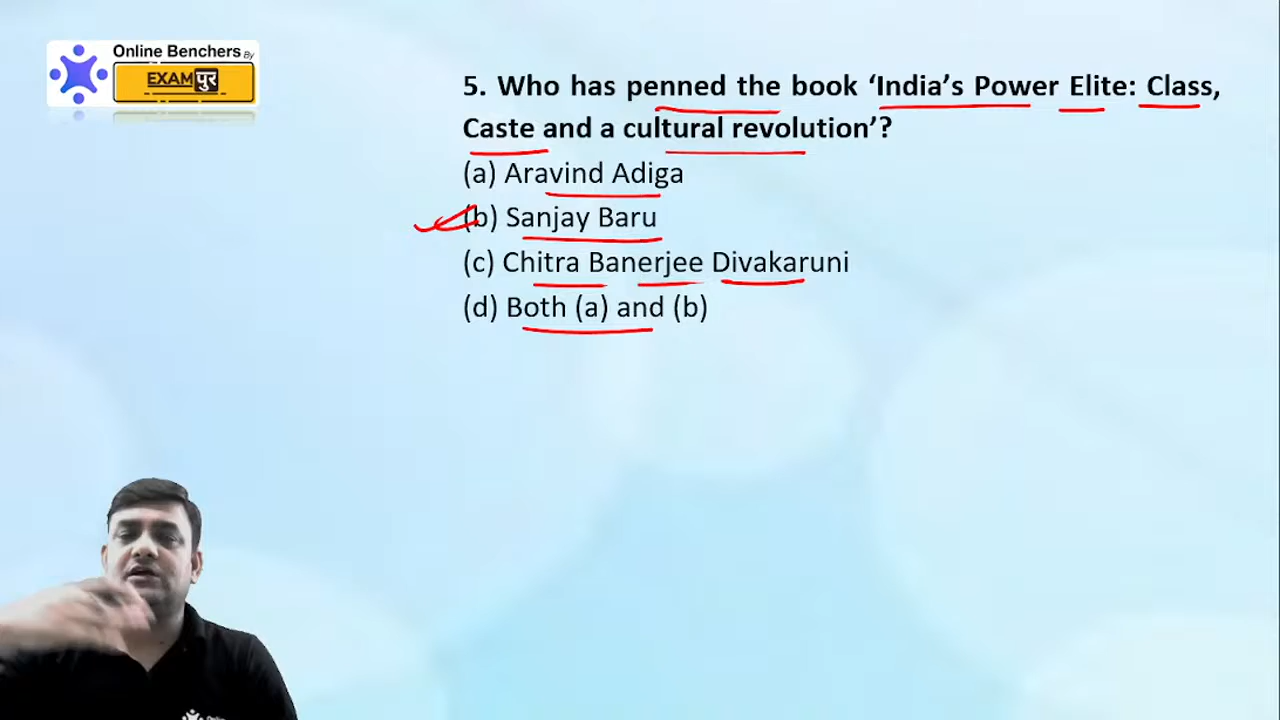 Online Benchers By
EXAMपुर
5. Who has penned the book ‘India’s Power Elite: Class,
Caste and a cultural revolution’?
(a) Aravind Adiga
(b) Sanjay Baru
(c) Chitra Banerjee Divakaruni
(d) Both (a) and (b)